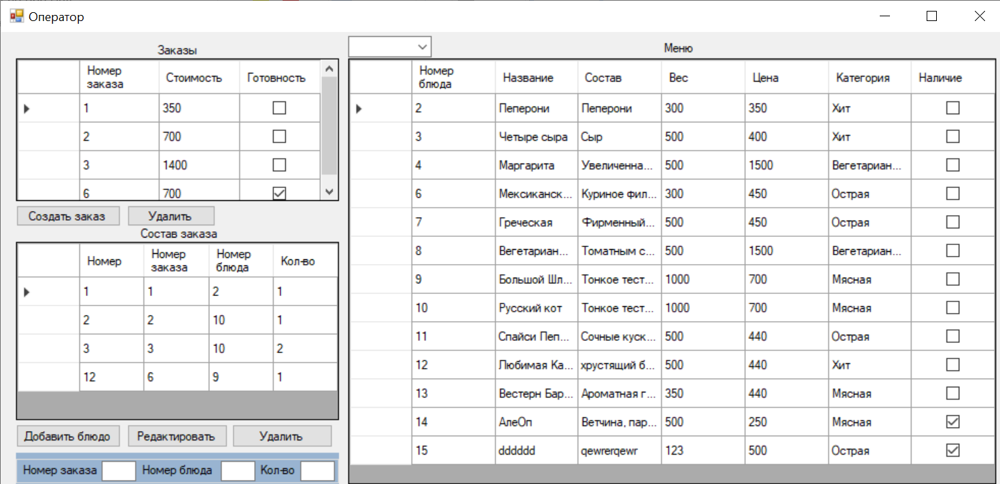 Оператор
Заказы
Номер заказа Стоимость Готовность
1 350
2 700
3 1400
6 700
Создать заказ Удалить
Состав заказа
Номер Номер заказа Номер блюда Кол-во
1 1 2 1
2 2 10 1
3 3 10 2
12 6 9 1
Добавить блюдо Редактировать Удалить
Номер заказа Номер блюда Кол-во
Меню
Номер блюда Название Состав Вес Цена Категория Наличие
2 Пеперони Пеперони 300 350 Хит
3 Четыре сыра Сыр 500 400 Хит
4 Маргарита Увеличенна... 500 1500 Вегетариан...
6 Мексиканск... Куриное фил... 300 450 Острая
7 Греческая Фирменный... 500 450 Острая
8 Вегетариан... Томатным с... 500 1500 Вегетариан...
9 Большой Шл... Тонкое тест... 1000 700 Мясная
10 Русский кот Тонкое тест... 1000 700 Мясная
11 Спайси Пеп... Сочные куск... 500 440 Острая
12 Любимая Ка... хрустящий б... 500 440 Хит
13 Вестерн Бар... Ароматная г... 350 440 Мясная
14 АлеОп Ветчина, пар... 500 250 Мясная
15 dddddd qewrerqewr 123 500 Острая